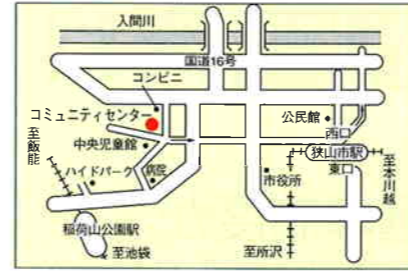 入間川
国道16号
コンビニ
コミュニティセンター
公民館
至飯能
中央児童館
西口
狭山市駅
至本川越
ハイドパーク
病院
市役所
東口
稲荷山公園駅
至池袋
至所沢